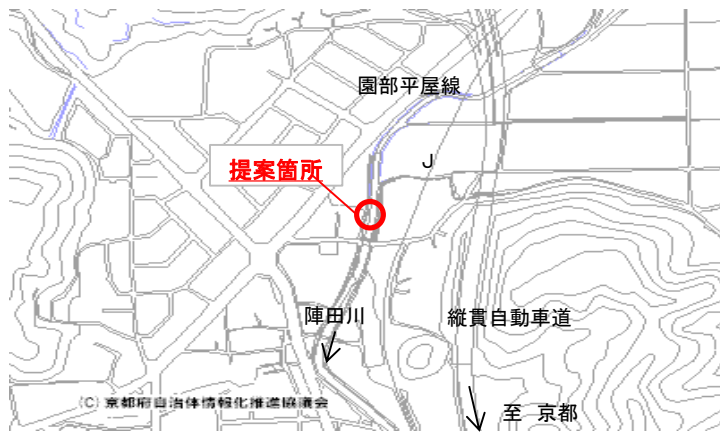 園部平屋線
J
提案箇所
陣田川
縦貫自動車道
(C) 京都府自治体情報化推進協議会
至 京都